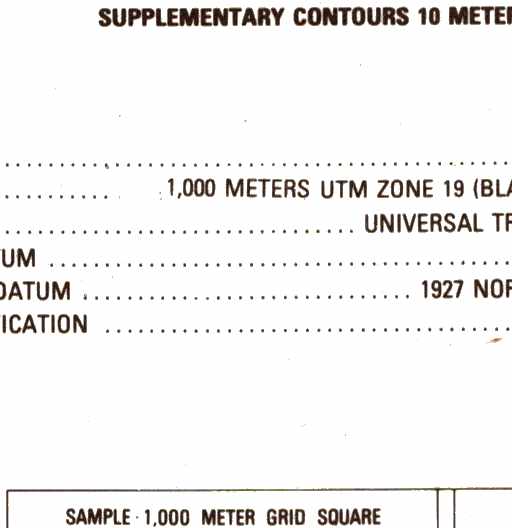 SUPPLEMENTARY CONTOURS 10 METER
1,000 METERS UTM ZONE 19 (BLA
UNIVERSAL TR
UM
DATUM 1927 NOR
ICATION
SAMPLE 1,000 METER GRID SQUARE